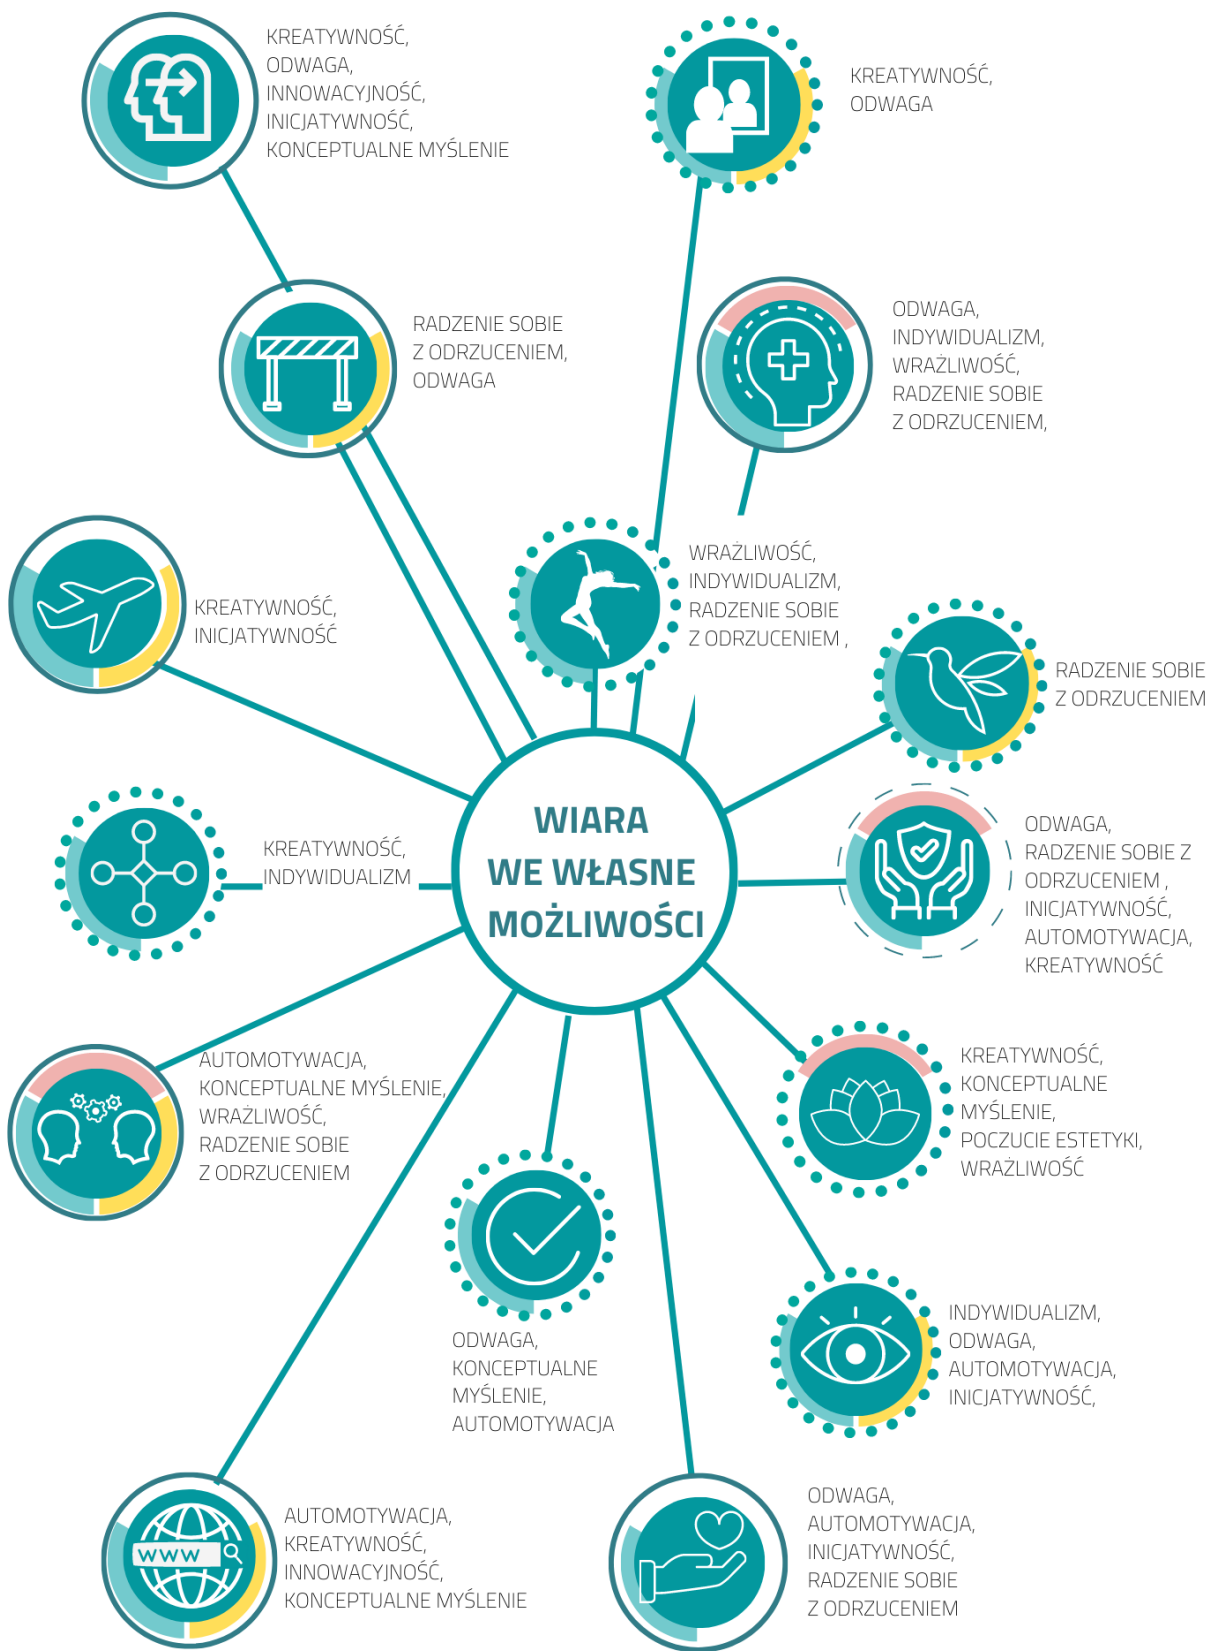 KREATYWNOŚĆ,
ODWAGA,
INNOWACYJNOŚĆ,
INICJATYWNOŚĆ,
KONCEPTUALNE MYŚLENIE
KREATYWNOŚĆ,
ODWAGA
RADZENIE SOBIE
Z ODRZUCENIEM,
ODWAGA
ODWAGA,
INDYWIDUALIZM,
WRAŻLIWOŚĆ,
RADZENIE SOBIE
Z ODRZUCENIEM,
KREATYWNOŚĆ,
INICJATYWNOŚĆ
WRAŻLIWOŚĆ,
INDYWIDUALIZM,
RADZENIE SOBIE
Z ODRZUCENIEM ,
RADZENIE SOBIE
Z ODRZUCENIEM
KREATYWNOŚĆ,
INDYWIDUALIZM
WIARA
WE WŁASNE
MOŻLIWOŚCI
ODWAGA,
RADZENIE SOBIE Z
ODRZUCENIEM ,
INICJATYWNOŚĆ,
AUTOMOTYWACJA,
KREATYWNOŚĆ
AUTOMOTYWACJA,
KONCEPTUALNE MYŚLENIE,
WRAŻLIWOŚĆ,
RADZENIE SOBIE
Z ODRZUCENIEM
KREATYWNOŚĆ,
KONCEPTUALNE
MYŚLENIE,
POCZUCIE ESTETYKI,
WRAŻLIWOŚĆ
ODWAGA,
KONCEPTUALNE
MYŚLENIE,
AUTOMOTYWACJA
INDYWIDUALIZM,
ODWAGA,
AUTOMOTYWACJA,
INICJATYWNOŚĆ,
WWW
AUTOMOTYWACJA,
KREATYWNOŚĆ,
INNOWACYJNOŚĆ,
KONCEPTUALNE MYŚLENIE
ODWAGA,
AUTOMOTYWACJA,
INICJATYWNOŚĆ,
RADZENIE SOBIE
Z ODRZUCENIEM